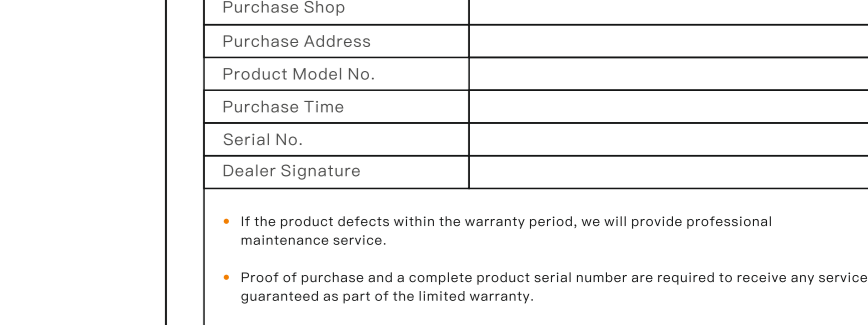 Purchase Shop
Purchase Address
Product Model No.
Purchase Time
Serial No.
Dealer Signature
• If the product defects within the warranty period, we will provide professional
maintenance service.
• Proof of purchase and a complete product serial number are required to receive any service
guaranteed as part of the limited warranty.